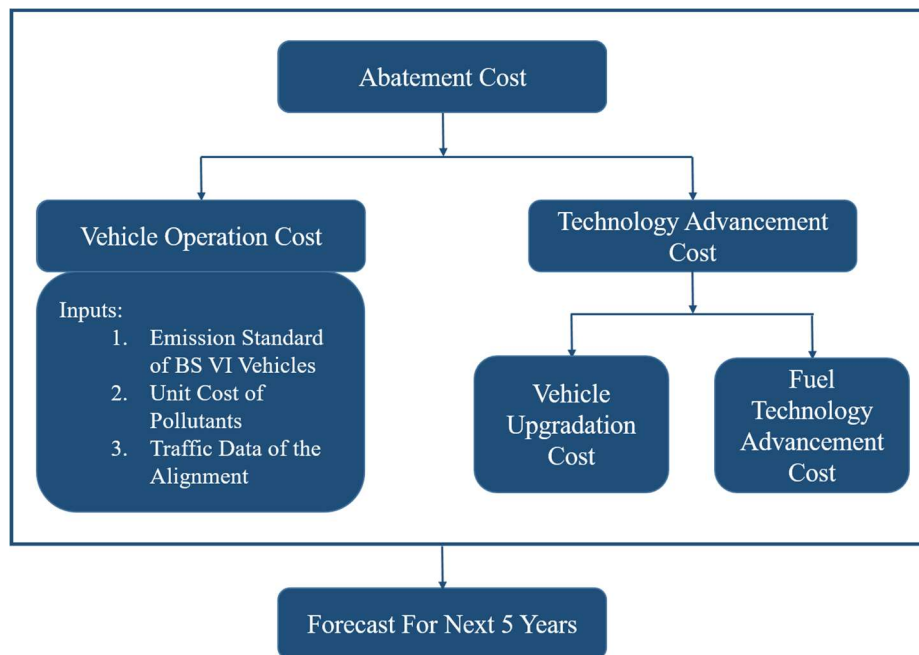 Abatement Cost
Vehicle Operation Cost
Technology Advancement
Cost
Inputs:
1. Emission Standard
of BS VI Vehicles
2. Unit Cost of
Pollutants
3. Traffic Data of the
Alignment
Vehicle
Upgradation
Cost
Fuel
Technology
Advancement
Cost
Forecast For Next 5 Years